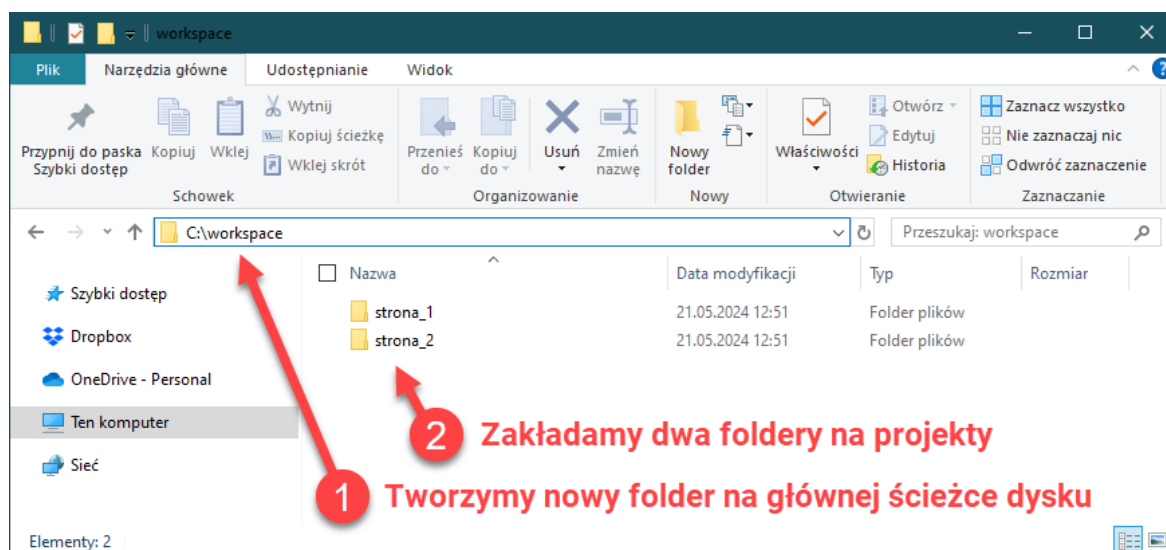 workspace
Plik Narzędzia główne Udostępnianie Widok
Przypnij do paska
Szybki dostęp
Kopiuj
Wklej
Wytnij
Kopiuj ścieżkę
Wklej skrót
Schowek
Przenieś
do
Kopiuj
do
Usuń
Zmień
nazwę
Organizowanie
Nowy
folder
Nowy
Właściwości
Otwórz
Edytuj
Historia
Otwieranie
Zaznacz wszystko
Nie zaznaczaj nic
Odwróć zaznaczenie
Zaznaczanie
C:\workspace
Przeszukaj: workspace
Szybki dostęp
Dropbox
OneDrive - Personal
Ten komputer
Sieć
Nazwa Data modyfikacji Typ Rozmiar
strona_1 21.05.2024 12:51 Folder plików
strona_2 21.05.2024 12:51 Folder plików
2 Zakładamy dwa foldery na projekty
1 Tworzymy nowy folder na głównej ścieżce dysku
Elementy: 2